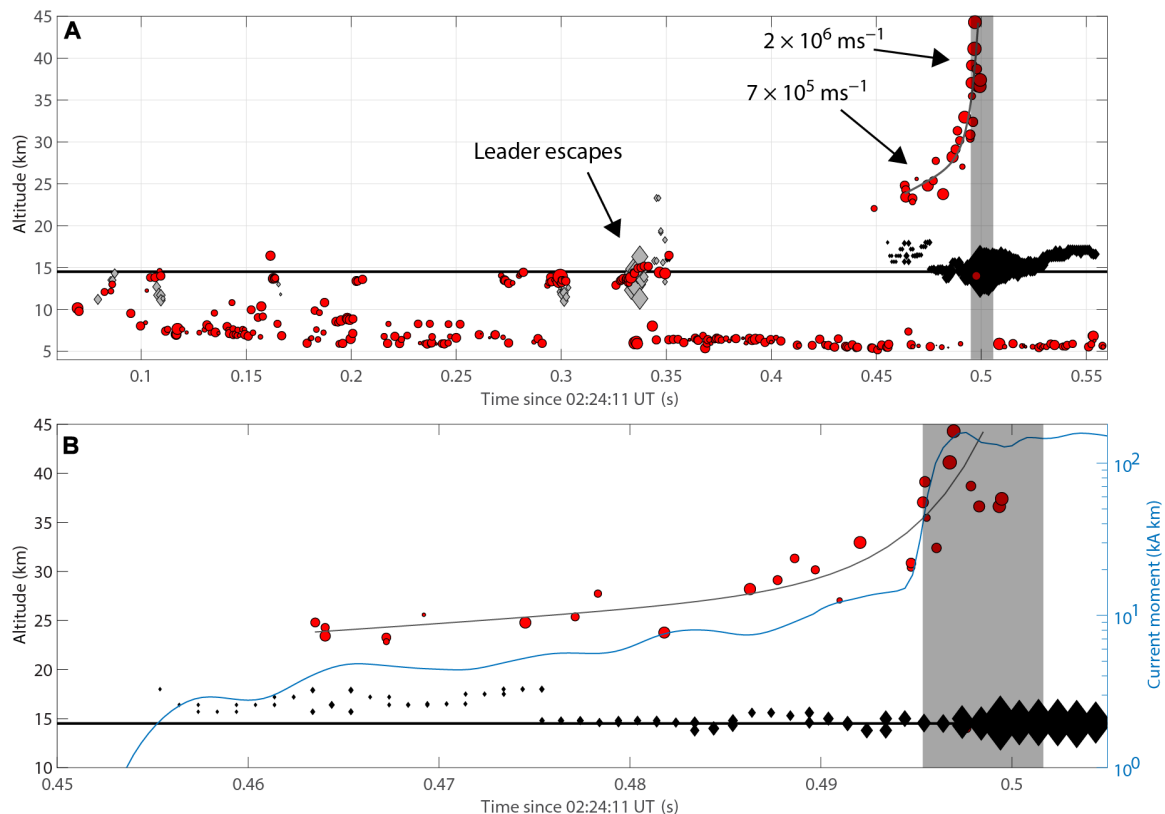 A
45
40
35
30
25
20
15
10
5
Altitude (km)
2 × 10⁶ ms⁻¹
7 × 10⁵ ms⁻¹
Leader escapes
0.1 0.15 0.2 0.25 0.3 0.35 0.4 0.45 0.5 0.55
Time since 02:24:11 UT (s)
B
45
40
35
30
25
20
15
10
Altitude (km)
10²
10¹
10⁰
Current moment (kA km)
0.45 0.46 0.47 0.48 0.49 0.5
Time since 02:24:11 UT (s)